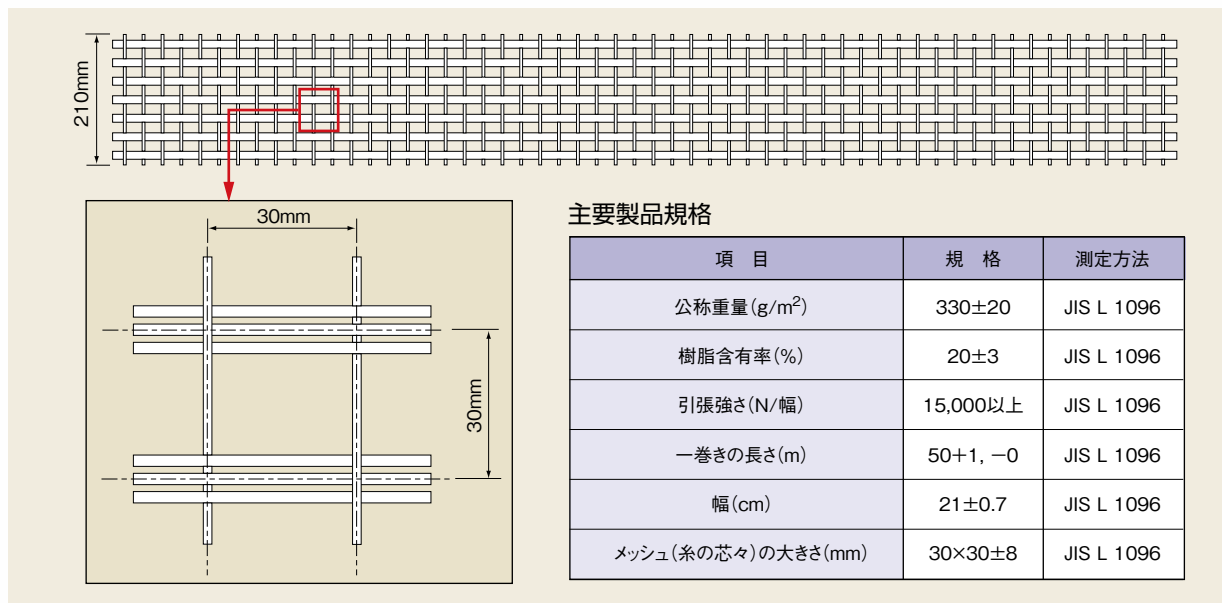 210mm
30mm
30mm
主要製品規格
項　目 規　格 測定方法
公称重量(g/m²) 330±20 JIS L 1096
樹脂含有率(%) 20±3 JIS L 1096
引張強さ(N/幅) 15,000以上 JIS L 1096
一巻きの長さ(m) 50+1, −0 JIS L 1096
幅(cm) 21±0.7 JIS L 1096
メッシュ(糸の芯々)の大きさ(mm) 30×30±8 JIS L 1096